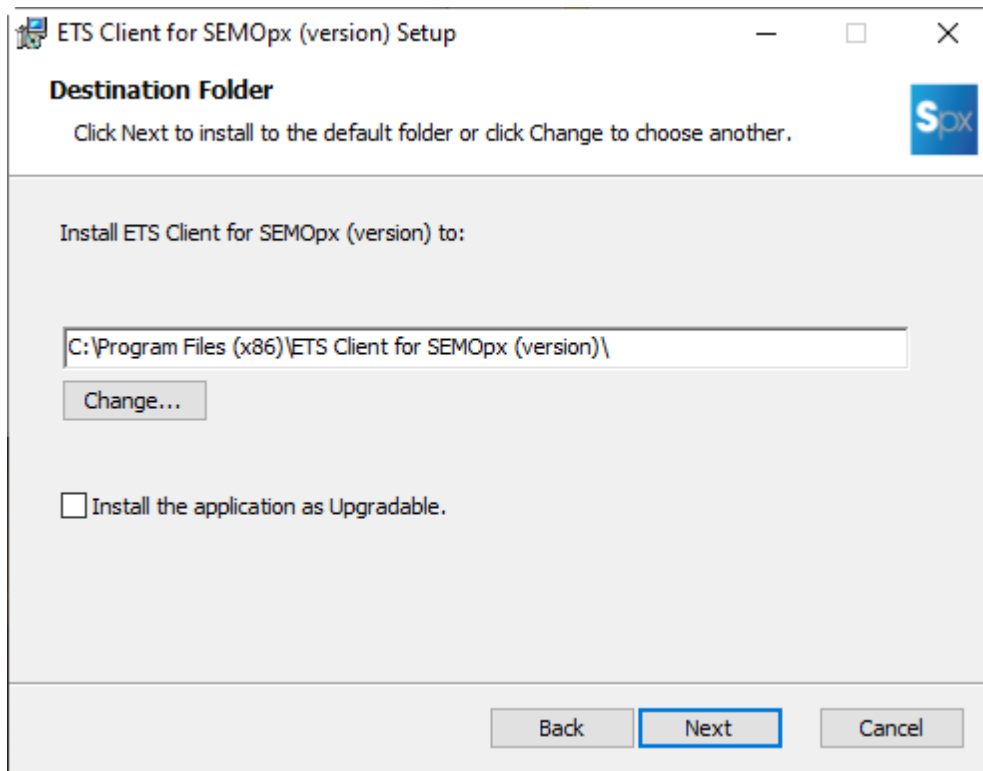 ETS Client for SEMOpx (version) Setup
Destination Folder
Click Next to install to the default folder or click Change to choose another.
Spx
Install ETS Client for SEMOpx (version) to:
C:\Program Files (x86)\ETS Client for SEMOpx (version)\
Change...
Install the application as Upgradable.
Back Next Cancel